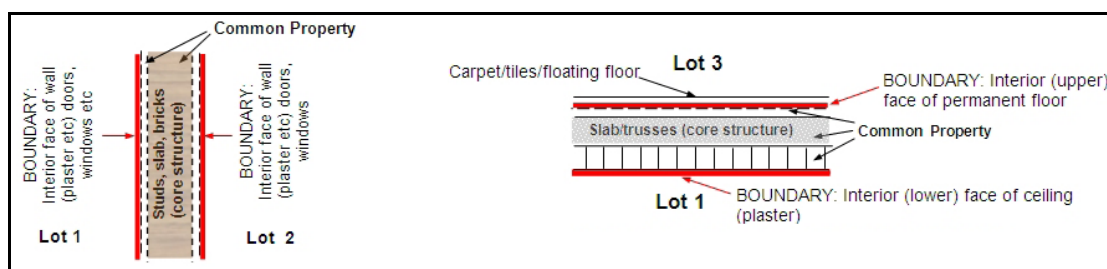 Common Property
BOUNDARY:
Interior face of wall
(plaster etc) doors,
windows etc
Studs, slab, bricks
(core structure)
BOUNDARY:
Interior face of wall
(plaster etc) doors,
windows
Lot 1
Lot 2
Lot 3
Carpet/tiles/floating floor
BOUNDARY: Interior (upper)
face of permanent floor
Slab/trusses (core structure)
Common Property
Lot 1
BOUNDARY: Interior (lower) face of ceiling
(plaster)